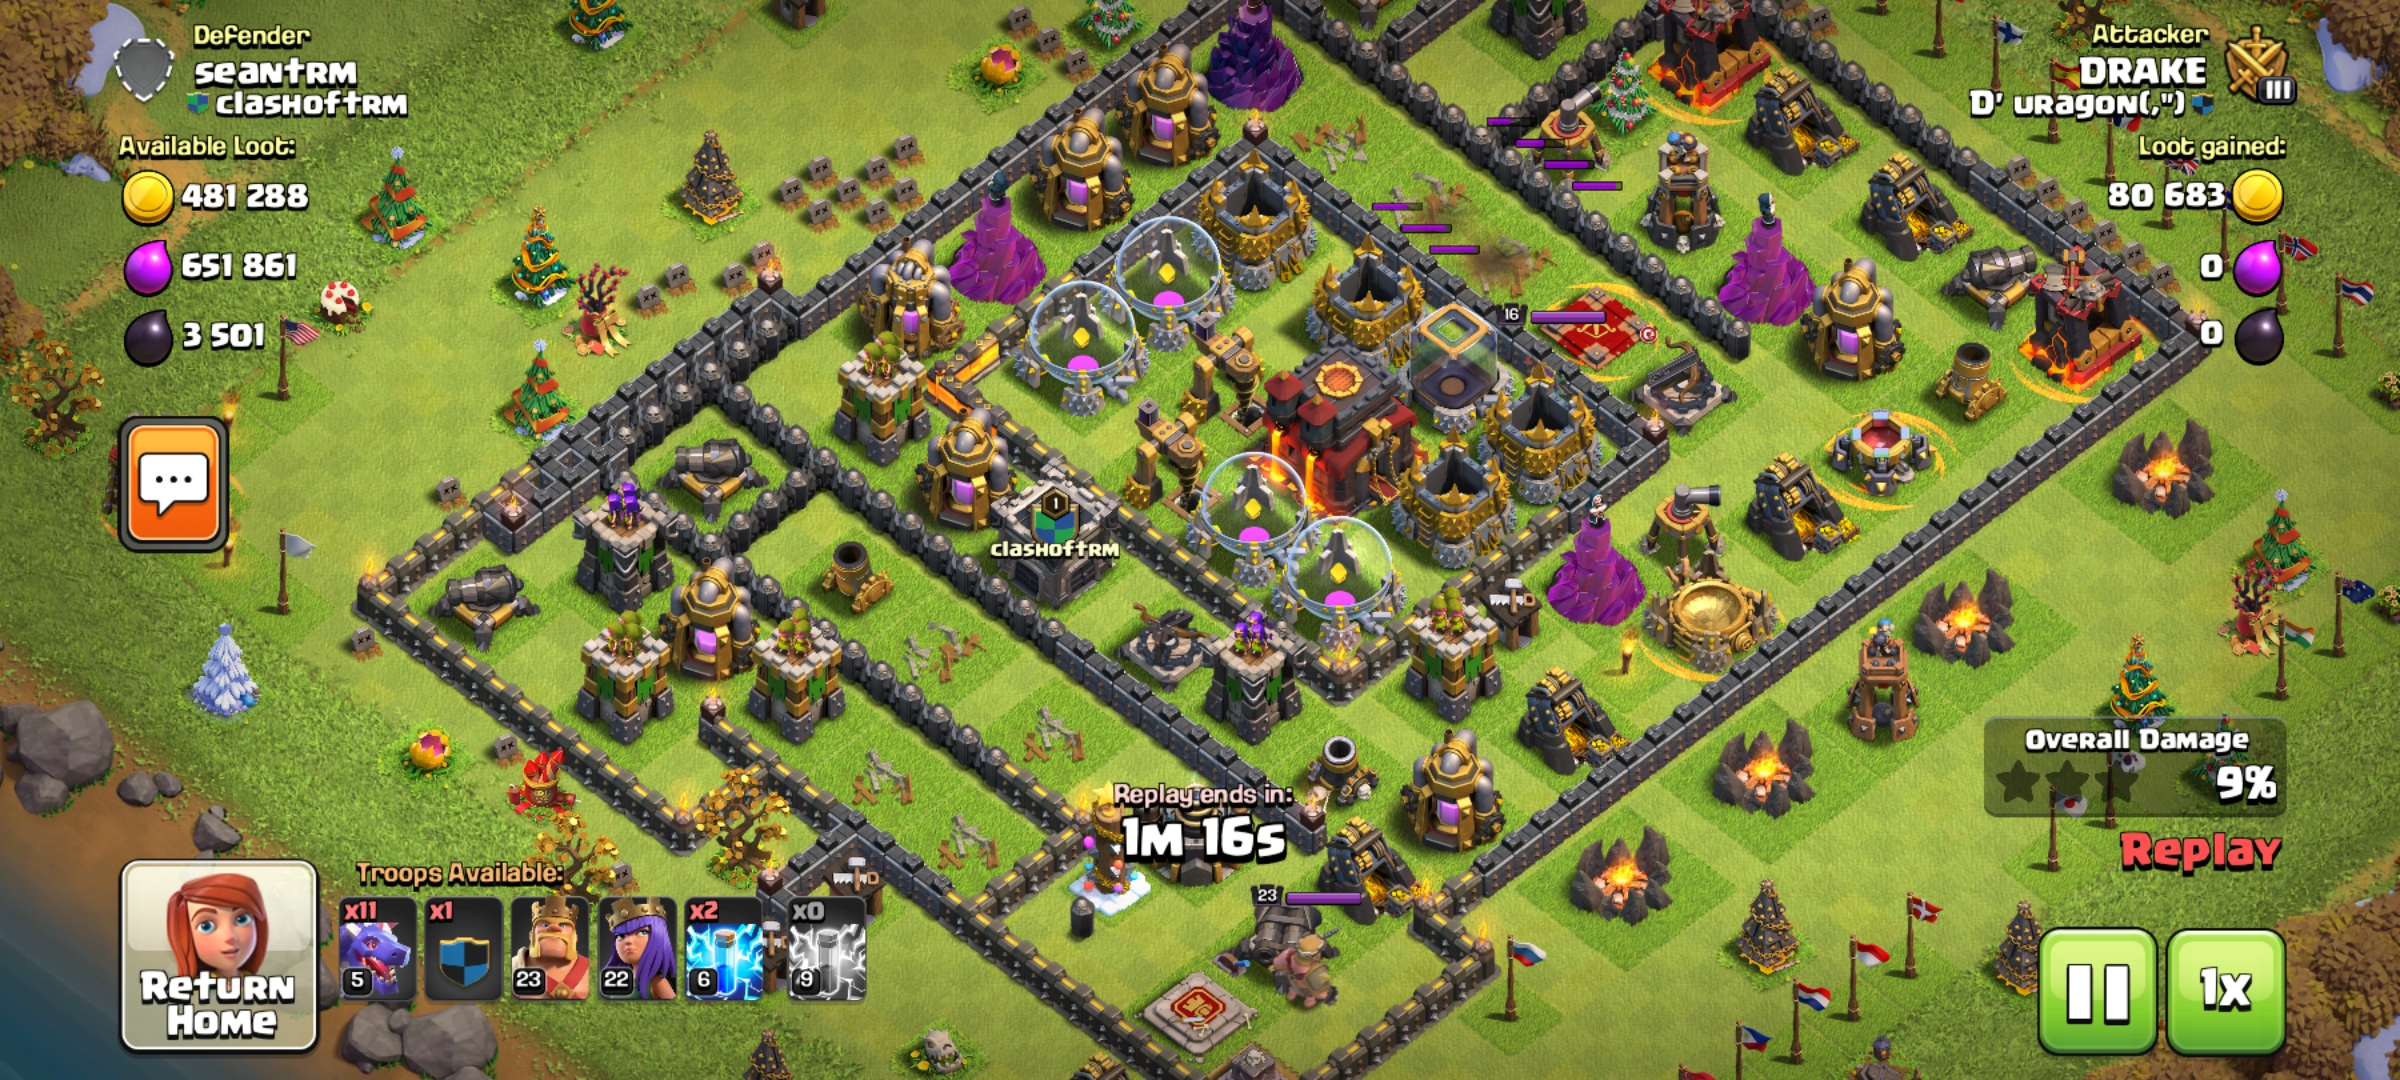 Defender
seantRM
clashoftRM
Available Loot:
481 288
651 861
3 501
Attacker
DRAKE
D' uRagon(,")
III
Loot gained:
80 683
0
0
16
1
clashoftRM
Replay ends in:
1m 16s
23
Overall Damage
9%
Replay
Return Home
Troops Available:
x11
x1
x2
x0
5
23
22
6
9
1x